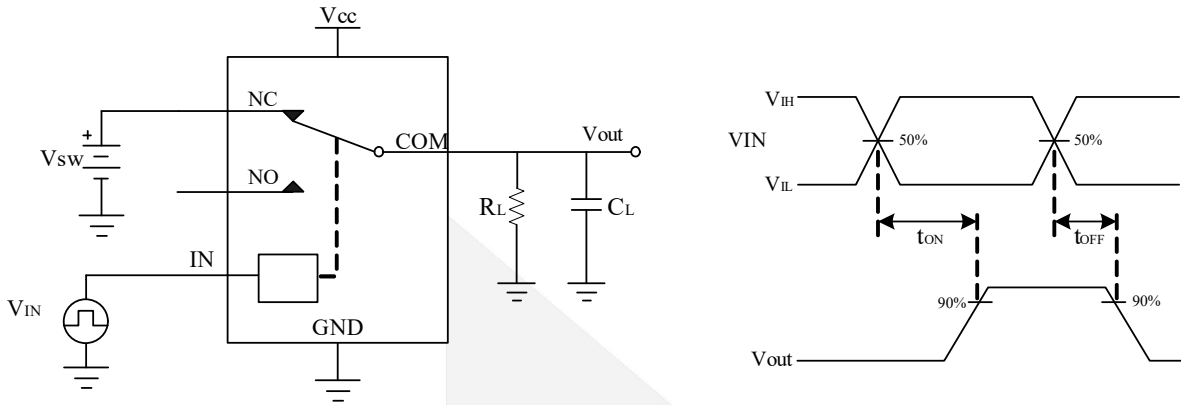 Vcc
NC
COM
Vout
+
Vsw
NO
RL
CL
IN
VIN
GND
VIH
VIN
50%
50%
VIL
tON
tOFF
90%
90%
Vout